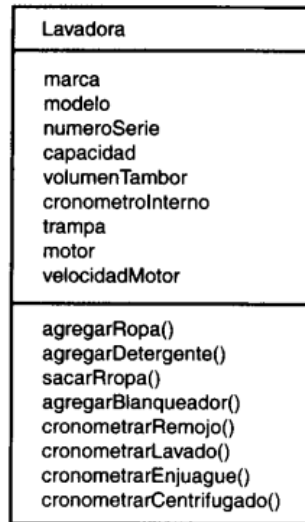 Lavadora
marca
modelo
numeroSerie
capacidad
volumenTambor
cronometroInterno
trampa
motor
velocidadMotor
agregarRopa()
agregarDetergente()
sacarRropa()
agregarBlanqueador()
cronometrarRemojo()
cronometrarLavado()
cronometrarEnjuague()
cronometrarCentrifugado()